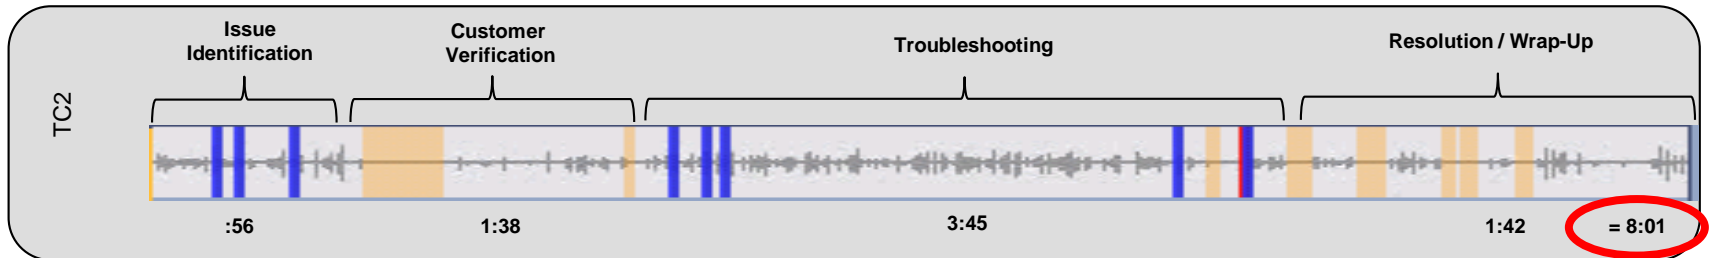 Issue
Identification
Customer
Verification
Troubleshooting
Resolution / Wrap-Up
TC2
:56
1:38
3:45
1:42
= 8:01